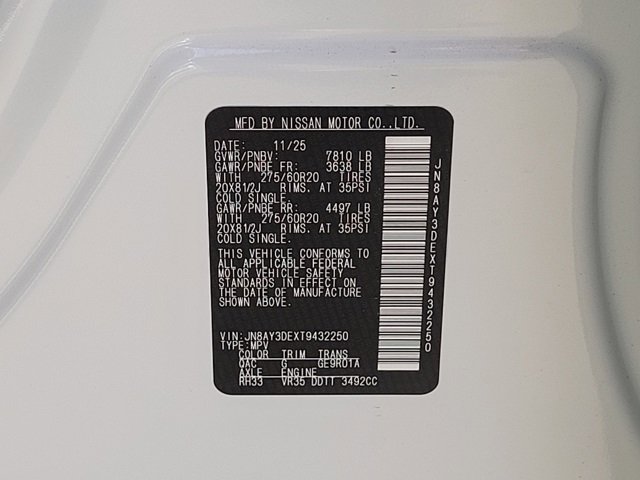 MFD BY NISSAN MOTOR CO.,LTD.
DATE: 11/25
GVWR/PNBV: 7810 LB
GAWR/PNBE FR: 3638 LB
WITH 275/60R20 TIRES
20X81/2J RIMS. AT 35PSI
COLD SINGLE.
GAWR/PNBE RR: 4497 LB
WITH 275/60R20 TIRES
20X81/2J RIMS. AT 35PSI
COLD SINGLE.
THIS VEHICLE CONFORMS TO
ALL APPLICABLE FEDERAL
MOTOR VEHICLE SAFETY
STANDARDS IN EFFECT ON
THE DATE OF MANUFACTURE
SHOWN ABOVE.
VIN:JN8AY3DEXT9432250
TYPE:MPV
COLOR TRIM TRANS
QAC G GE9R01A
AXLE ENGINE
RH33 VR35 DDTT 3492CC
JN8AY3DEXT9432250